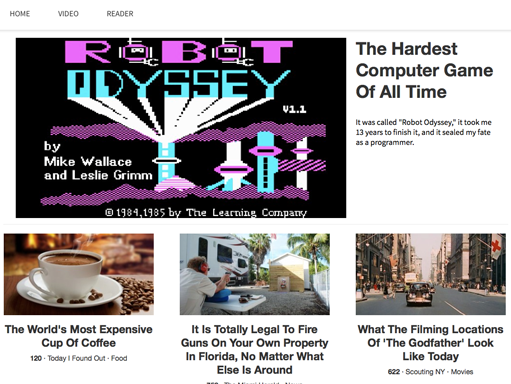 HOME VIDEO READER
ROBOT
ODYSSEY
V1.1
by
Mike Wallace
and Leslie Grimm
© 1984,1985 by The Learning Company
The Hardest
Computer Game
Of All Time
It was called "Robot Odyssey," it took me
13 years to finish it, and it sealed my fate
as a programmer.
The World's Most Expensive
Cup Of Coffee
120 · Today I Found Out · Food
It Is Totally Legal To Fire
Guns On Your Own Property
In Florida, No Matter What
Else Is Around
What The Filming Locations
Of 'The Godfather' Look
Like Today
622 · Scouting NY · Movies